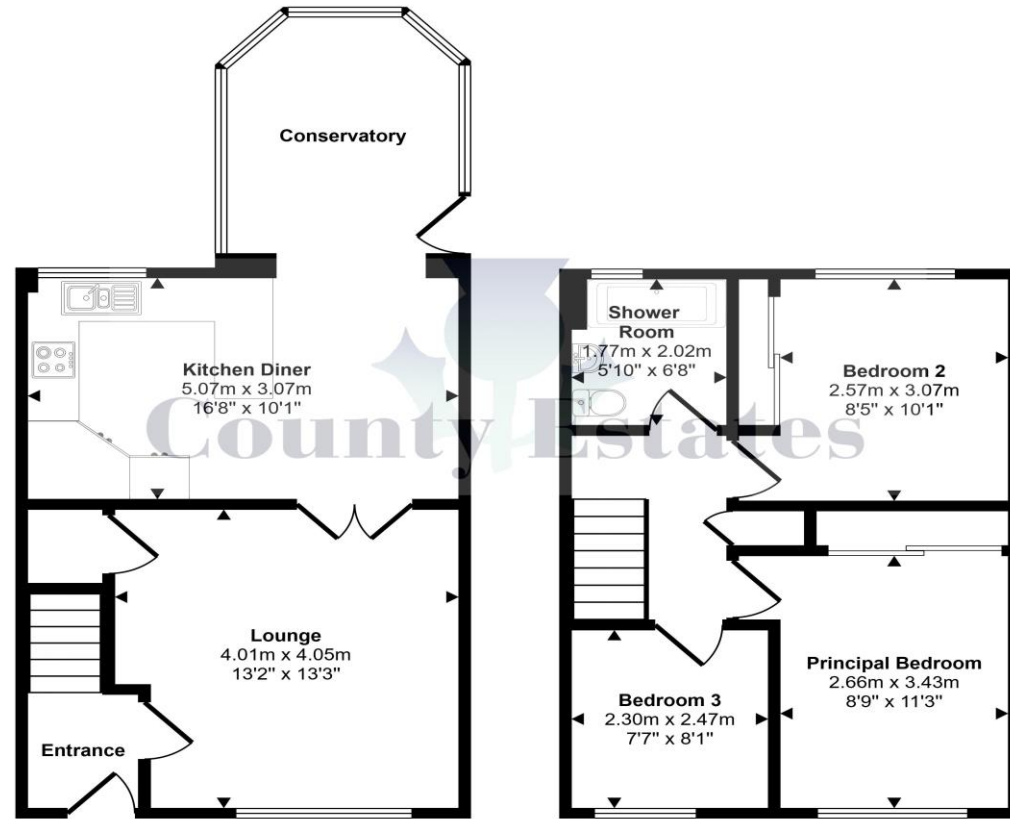 Conservatory
Kitchen Diner
5.07m x 3.07m
16'8" x 10'1"
County Estates
Lounge
4.01m x 4.05m
13'2" x 13'3"
Entrance
Shower
Room
1.77m x 2.02m
5'10" x 6'8"
Bedroom 2
2.57m x 3.07m
8'5" x 10'1"
Bedroom 3
2.30m x 2.47m
7'7" x 8'1"
Principal Bedroom
2.66m x 3.43m
8'9" x 11'3"